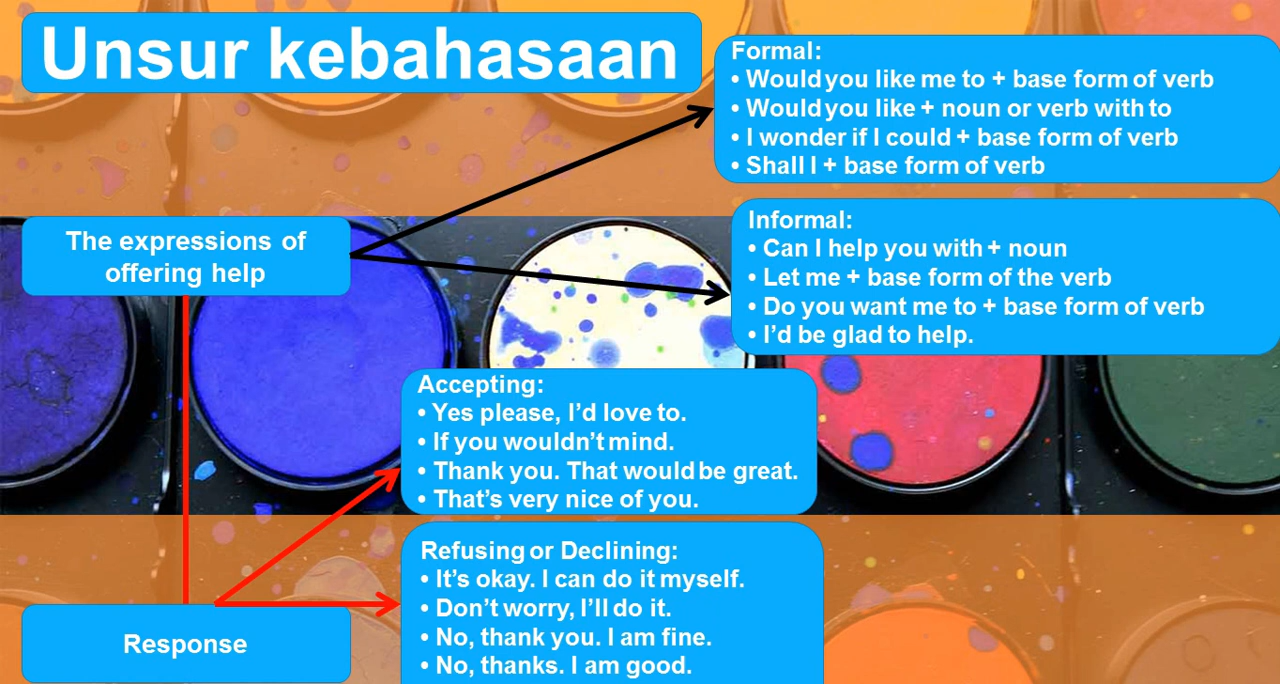 Unsur kebahasaan
Formal:
• Would you like me to + base form of verb
• Would you like + noun or verb with to
• I wonder if I could + base form of verb
• Shall I + base form of verb
The expressions of
offering help
Informal:
• Can I help you with + noun
• Let me + base form of the verb
• Do you want me to + base form of verb
• I’d be glad to help.
Accepting:
• Yes please, I’d love to.
• If you wouldn’t mind.
• Thank you. That would be great.
• That’s very nice of you.
Response
Refusing or Declining:
• It’s okay. I can do it myself.
• Don’t worry, I’ll do it.
• No, thank you. I am fine.
• No, thanks. I am good.